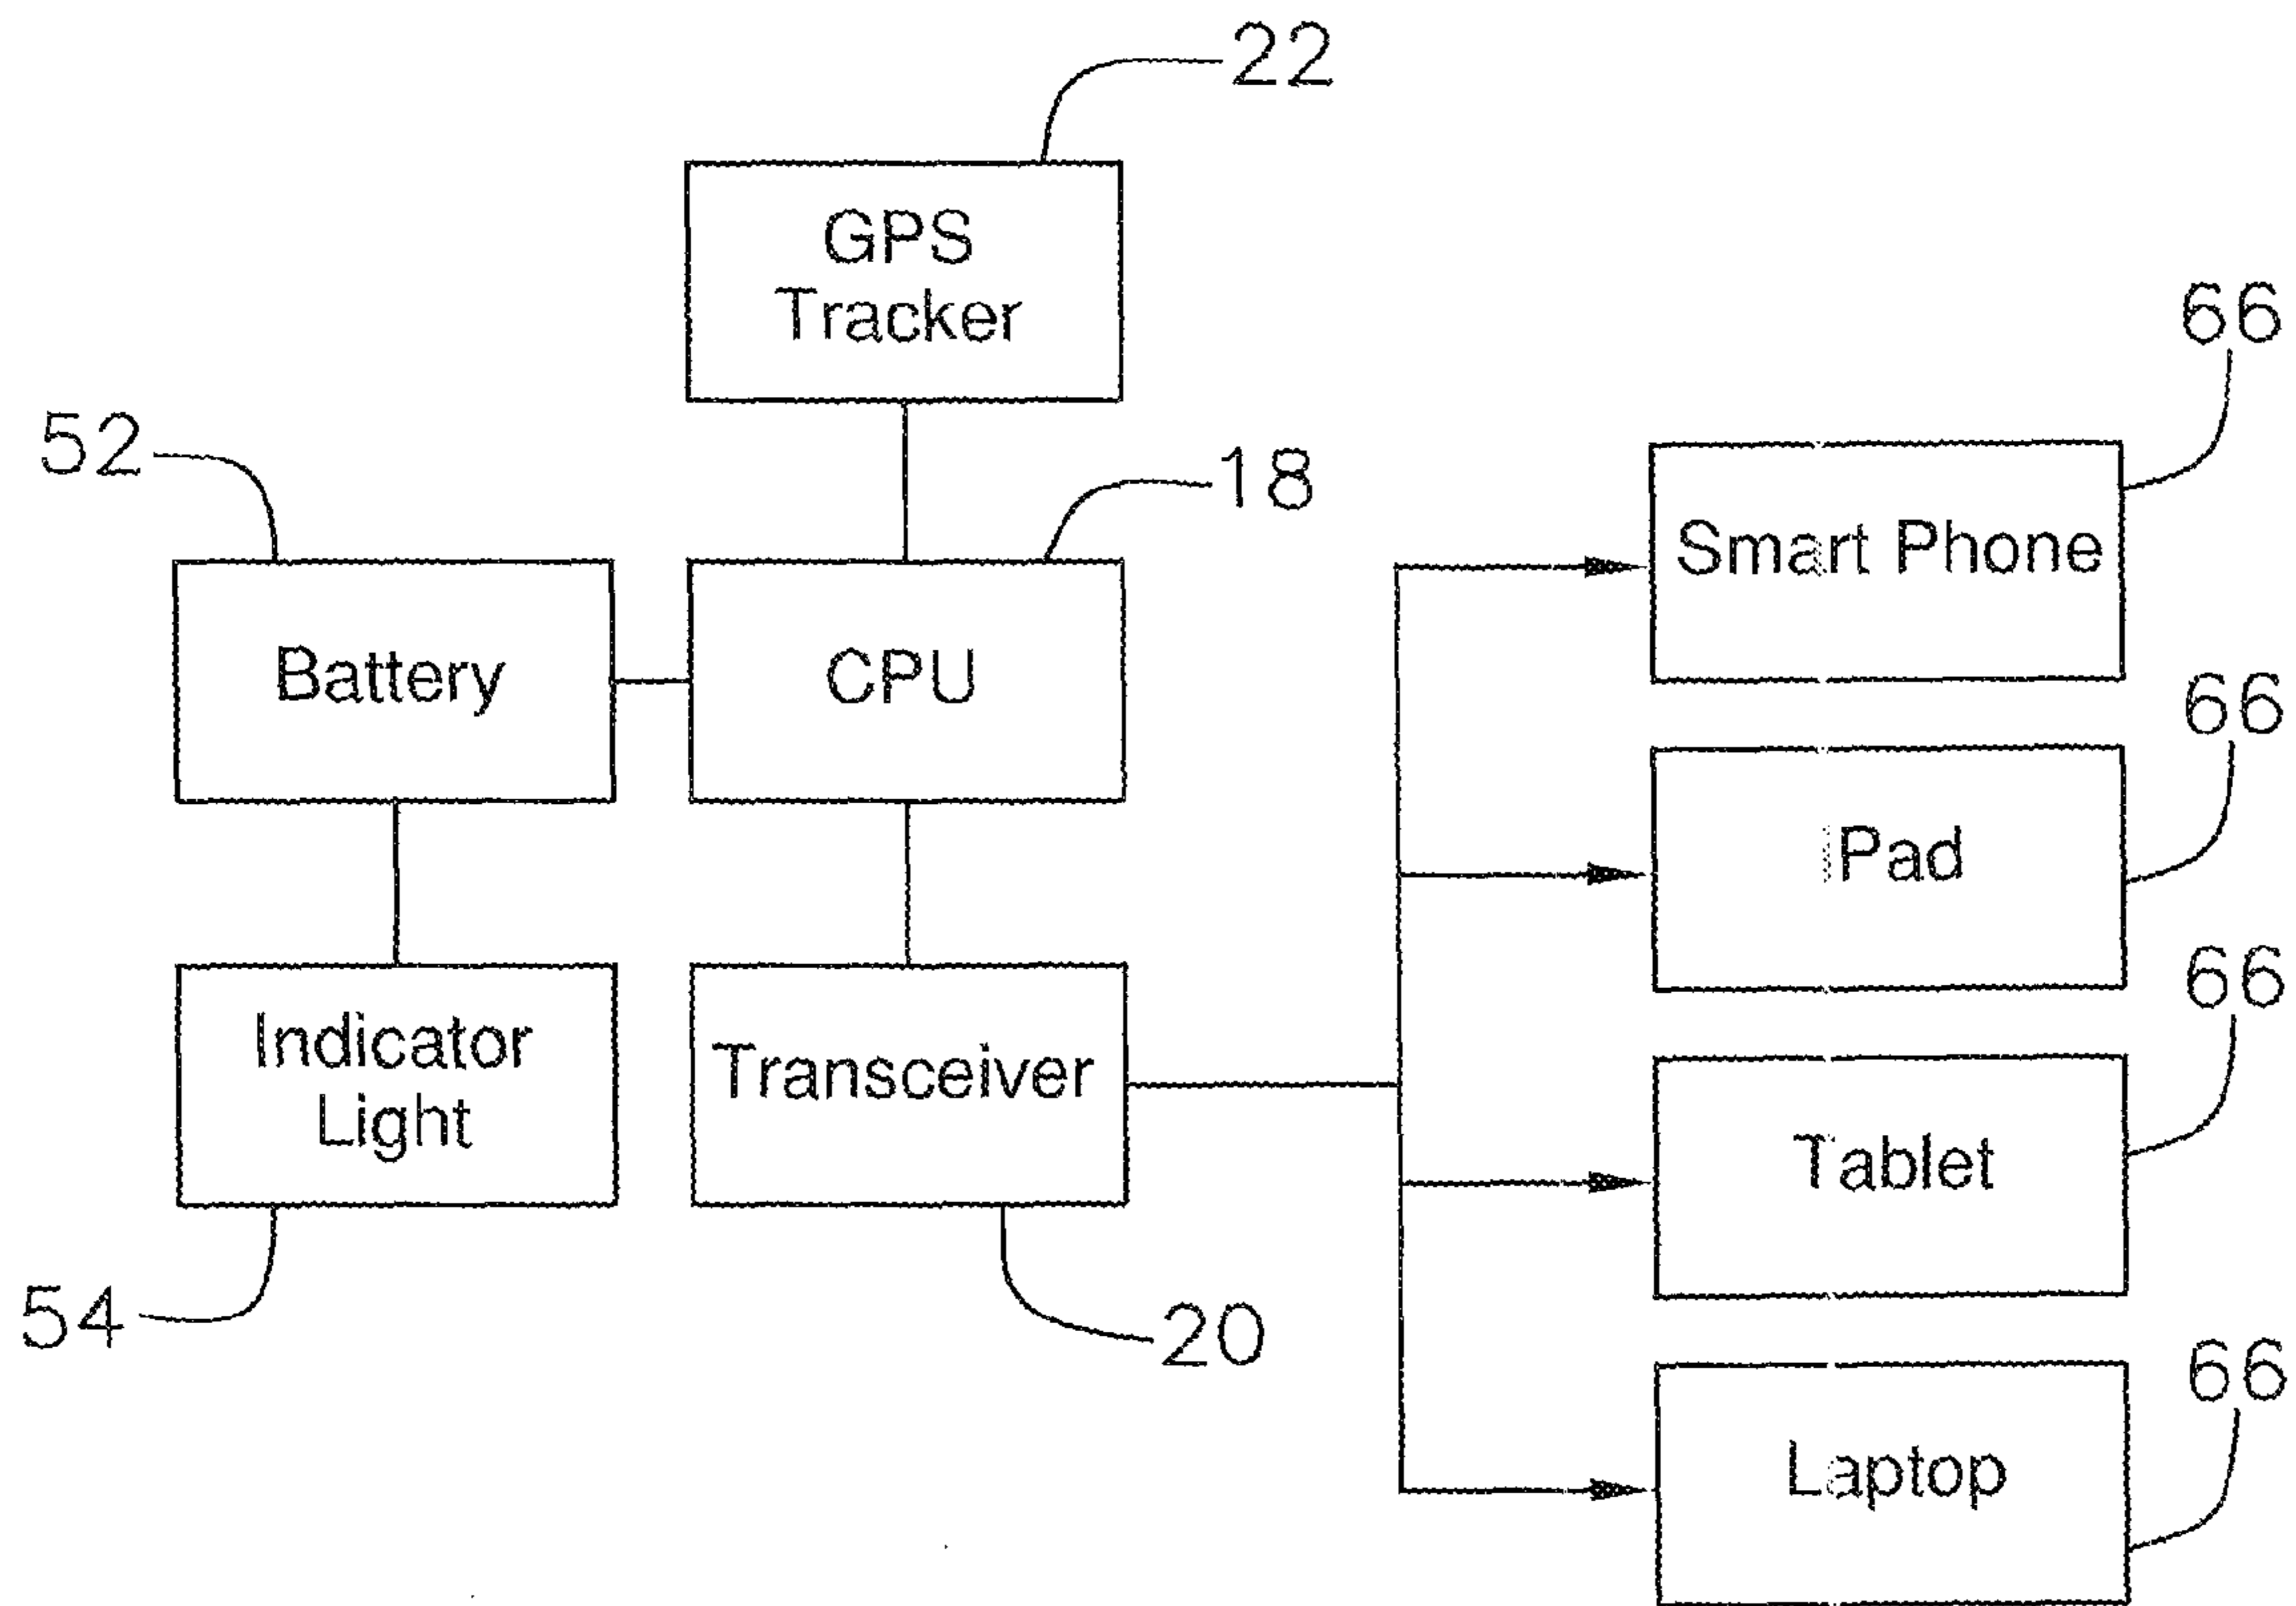 22
GPS
Tracker
66
52
18
Smart Phone
Battery
CPU
66
IPad
66
Indicator
Light
Transceiver
Tablet
54
20
66
Laptop